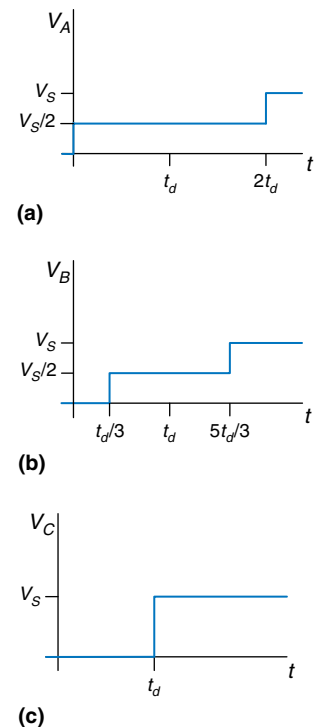 V_A
V_S
V_S/2
t
t_d
2t_d
(a)
V_B
V_S
V_S/2
t_d/3
t_d
5t_d/3
t
(b)
V_C
V_S
t
t_d
(c)